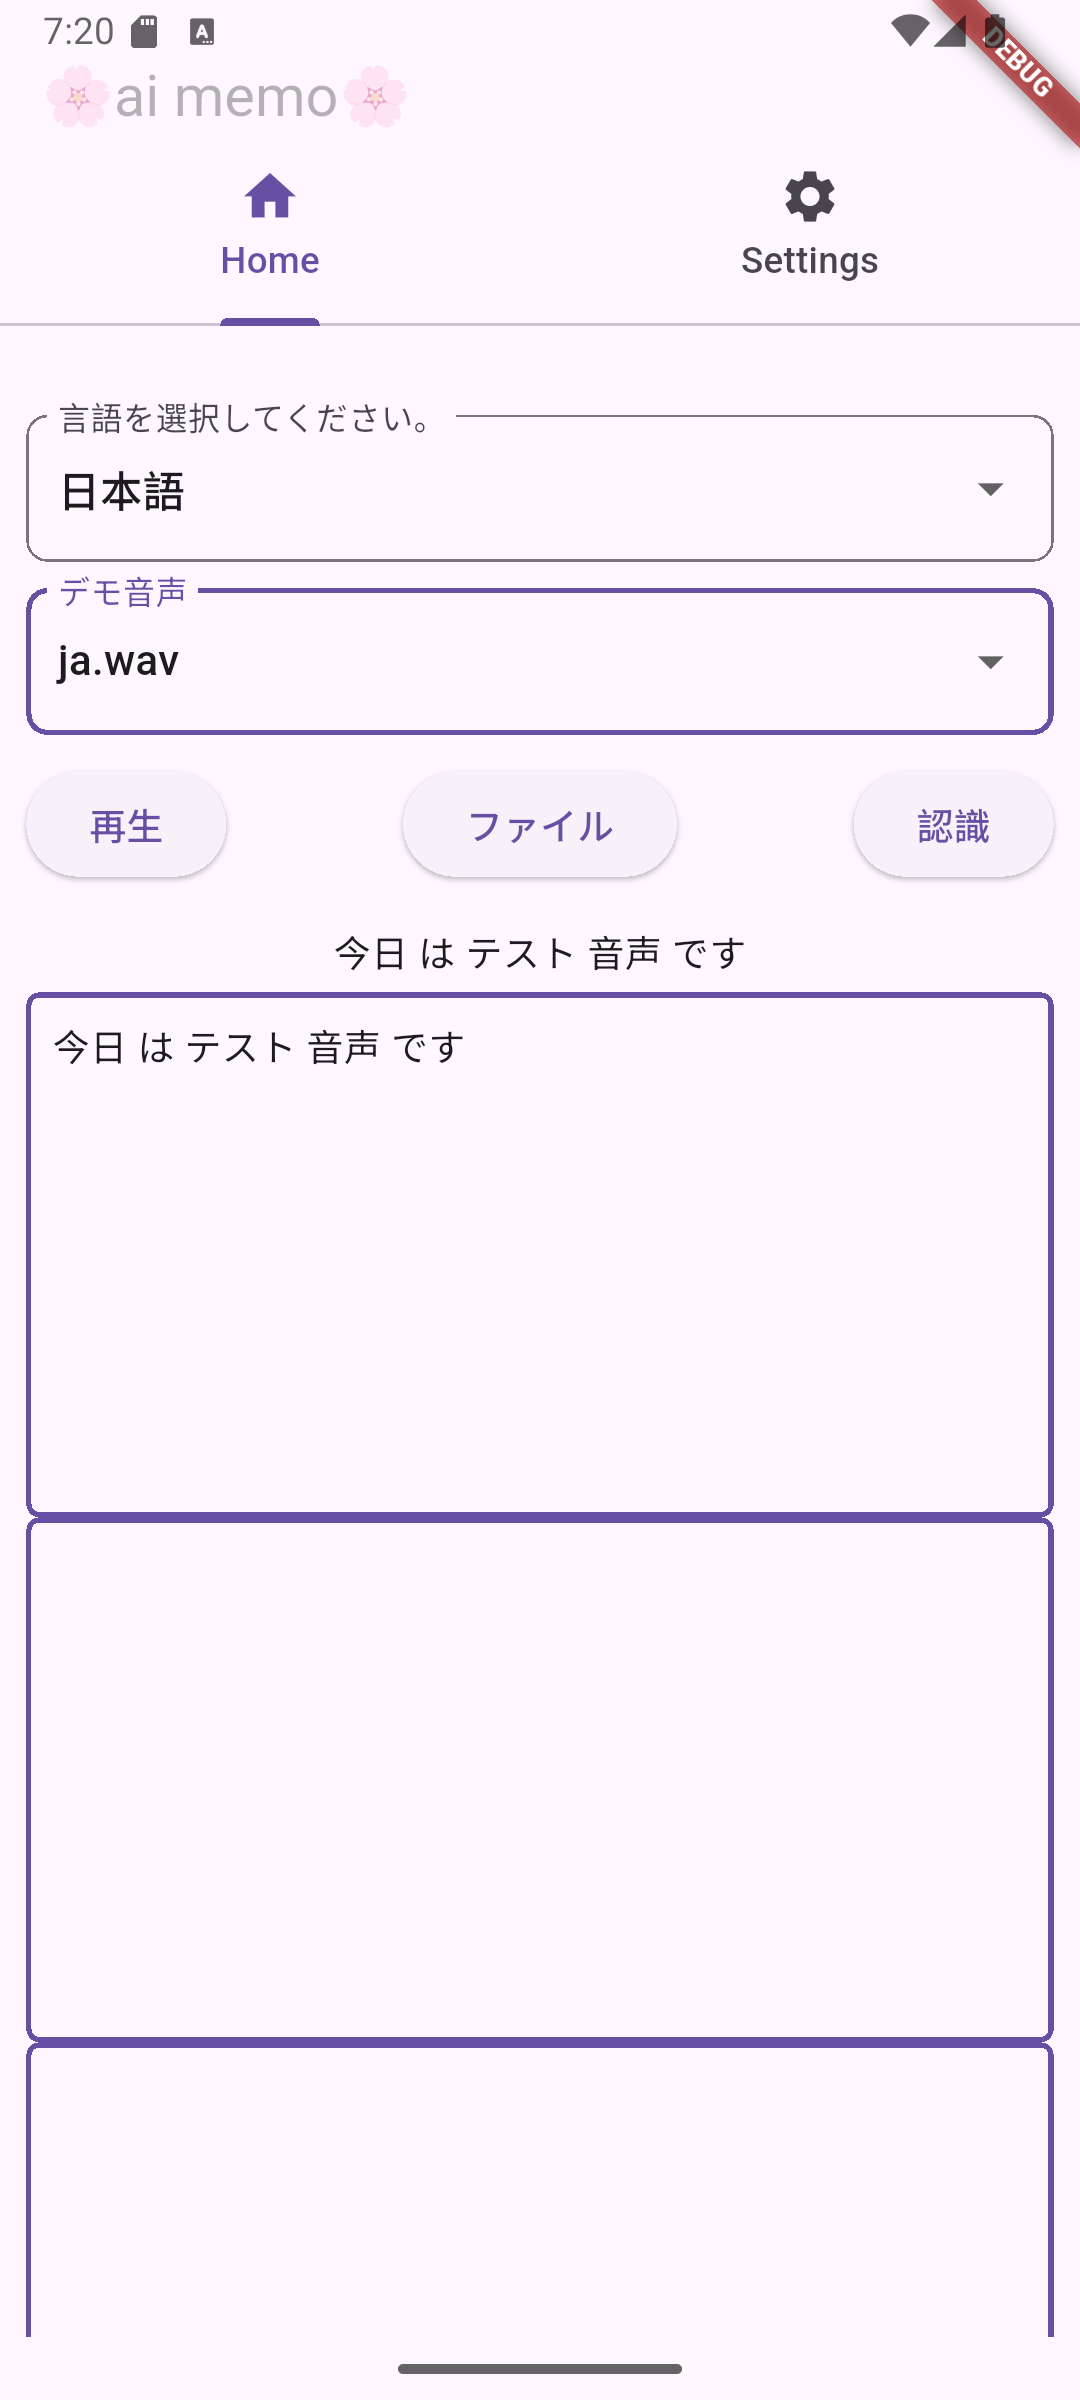 7:20
DEBUG
🌸ai memo🌸
Home
Settings
言語を選択してください。
日本語
デモ音声
ja.wav
再生
ファイル
認識
今日 は テスト 音声 です
今日 は テスト 音声 です